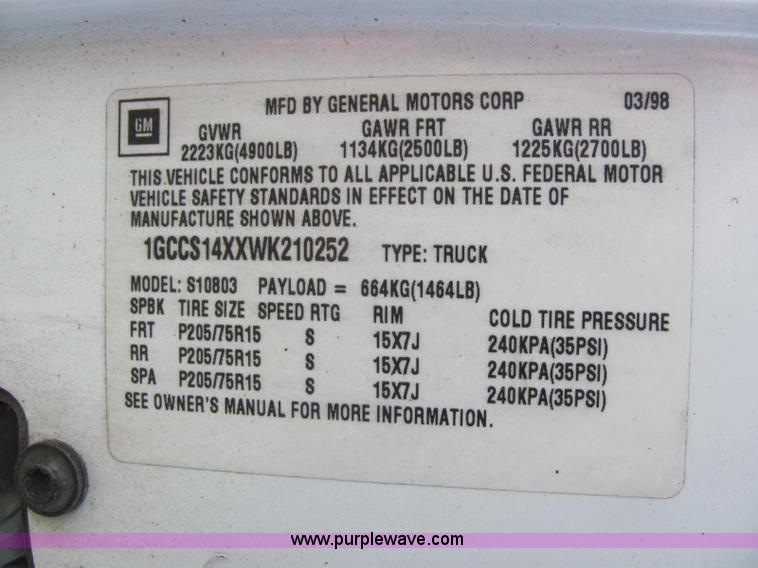 MFD BY GENERAL MOTORS CORP 03/98
GM
GVWR GAWR FRT GAWR RR
2223KG(4900LB) 1134KG(2500LB) 1225KG(2700LB)
THIS VEHICLE CONFORMS TO ALL APPLICABLE U.S. FEDERAL MOTOR
VEHICLE SAFETY STANDARDS IN EFFECT ON THE DATE OF
MANUFACTURE SHOWN ABOVE.
1GCCS14XXWK210252 TYPE: TRUCK
MODEL: S10803 PAYLOAD = 664KG(1464LB)
SPBK TIRE SIZE SPEED RTG RIM COLD TIRE PRESSURE
FRT P205/75R15 S 15X7J 240KPA(35PSI)
RR P205/75R15 S 15X7J 240KPA(35PSI)
SPA P205/75R15 S 15X7J 240KPA(35PSI)
SEE OWNER'S MANUAL FOR MORE INFORMATION.
www.purplewave.com